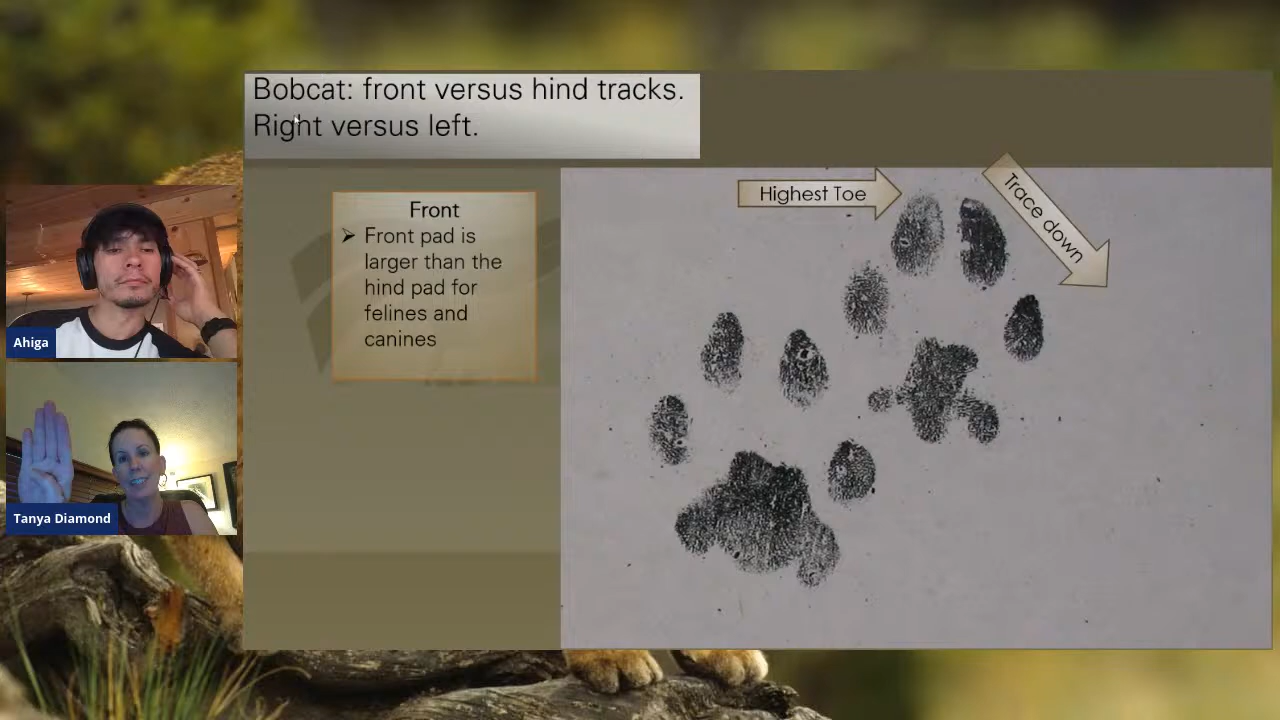 Bobcat: front versus hind tracks.
Right versus left.
Highest Toe
Trace down
Front
➢ Front pad is
larger than the
hind pad for
felines and
canines
Ahiga
Tanya Diamond